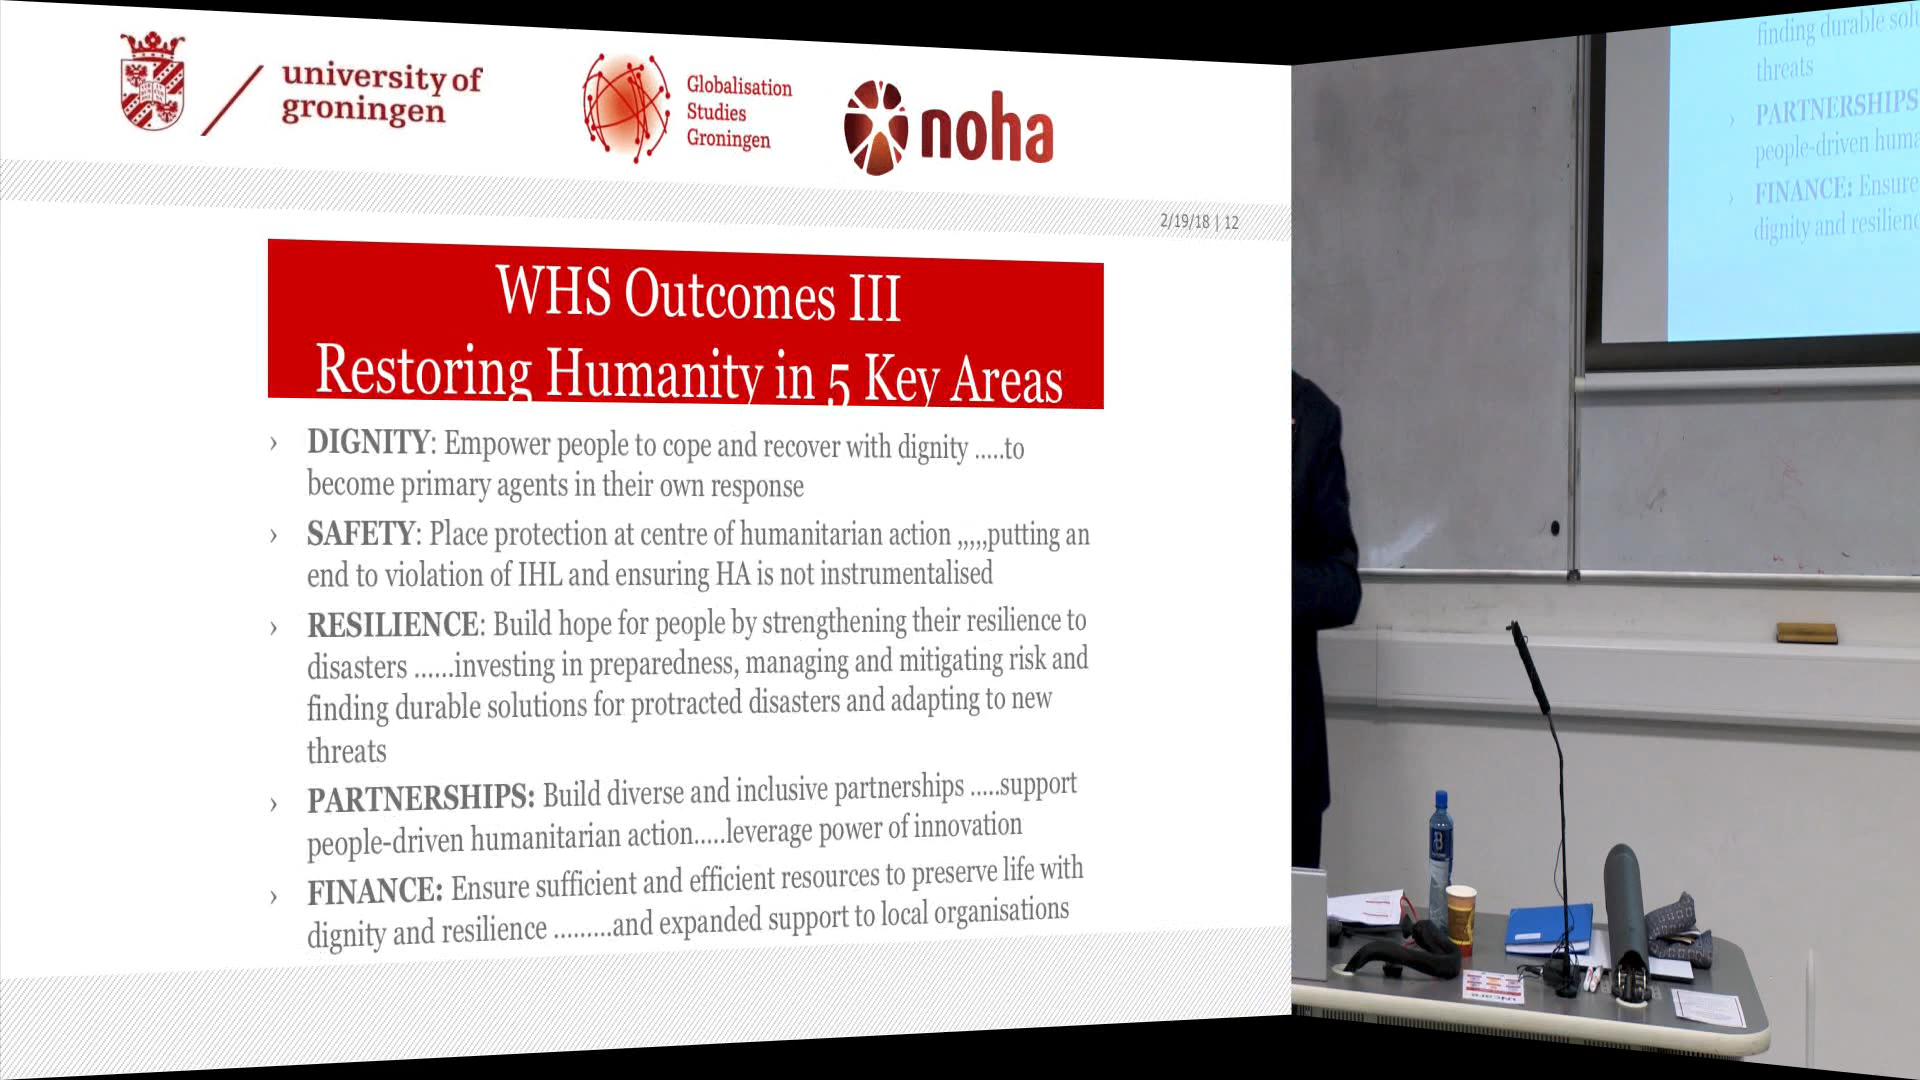 university of
groningen
Globalisation
Studies
Groningen
noha
2/19/18 | 12
WHS Outcomes III
Restoring Humanity in 5 Key Areas
› DIGNITY: Empower people to cope and recover with dignity .....to
become primary agents in their own response
› SAFETY: Place protection at centre of humanitarian action ,,,,,putting an
end to violation of IHL and ensuring HA is not instrumentalised
› RESILIENCE: Build hope for people by strengthening their resilience to
disasters ......investing in preparedness, managing and mitigating risk and
finding durable solutions for protracted disasters and adapting to new
threats
› PARTNERSHIPS: Build diverse and inclusive partnerships .....support
people-driven humanitarian action.....leverage power of innovation
› FINANCE: Ensure sufficient and efficient resources to preserve life with
dignity and resilience .........and expanded support to local organisations
finding durable sol
threats
› PARTNERSHIPS
people-driven huma
› FINANCE: Ensure
dignity and resilienc